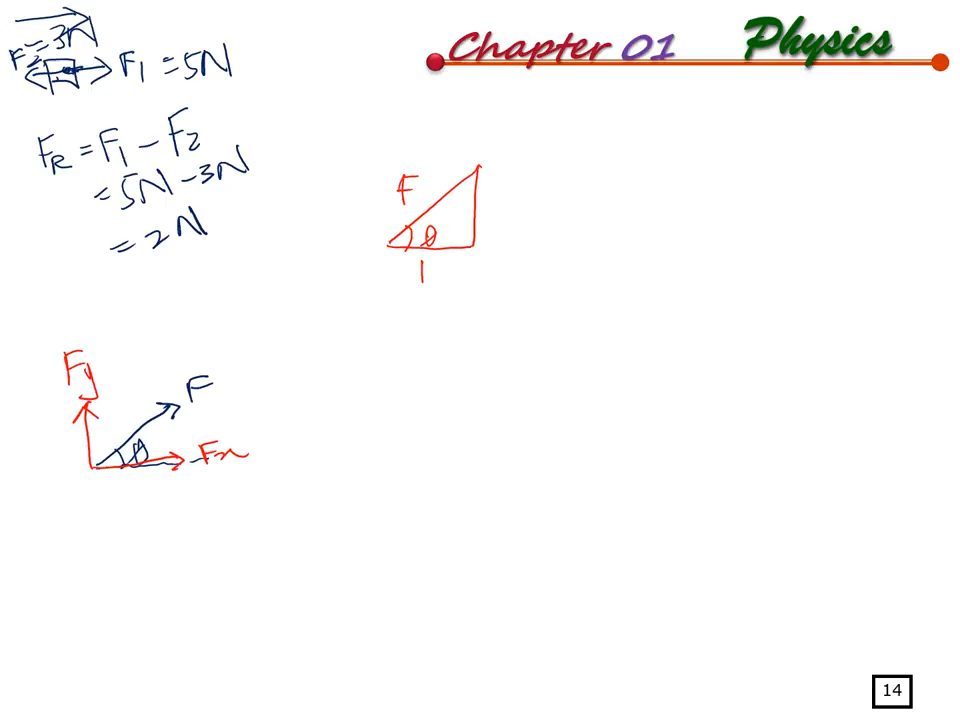 Chapter 01 Physics
F2 = 3N
F1 = 5N
FR = F1 - F2
= 5N - 3N
= 2N
F
θ
Fy
F
θ
Fx
14